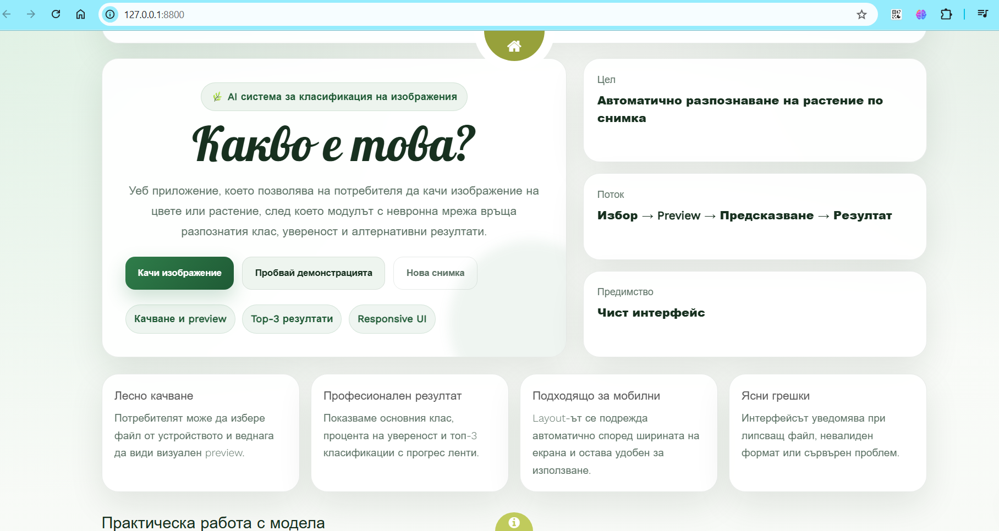 127.0.0.1:8800
AI система за класификация на изображения
Какво е това?
Уеб приложение, което позволява на потребителя да качи изображение на
цвете или растение, след което модулът с невронна мрежа връща
разпознатия клас, увереност и алтернативни резултати.
Качи изображение
Пробвай демонстрацията
Нова снимка
Качване и preview
Top-3 резултати
Responsive UI
Цел
Автоматично разпознаване на растение по
снимка
Поток
Избор → Preview → Предсказване → Резултат
Предимство
Чист интерфейс
Лесно качване
Потребителят може да избере
файл от устройството и веднага
да види визуален preview.
Професионален резултат
Показваме основния клас,
процента на увереност и топ-3
класификации с прогрес ленти.
Подходящо за мобилни
Layout-ът се подрежда
автоматично според ширината на
екрана и остава удобен за
използване.
Ясни грешки
Интерфейсът уведомява при
липсващ файл, невалиден
формат или сървърен проблем.
Практическа работа с модела